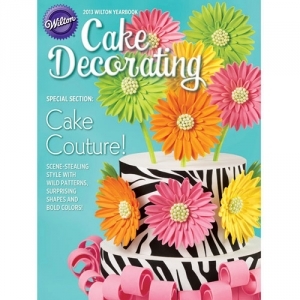 2013 WILTON YEARBOOK
Wilton
Cake
Decorating
SPECIAL SECTION:
Cake
Couture!
SCENE-STEALING
STYLE WITH
WILD PATTERNS,
SURPRISING
SHAPES AND
BOLD COLORS!